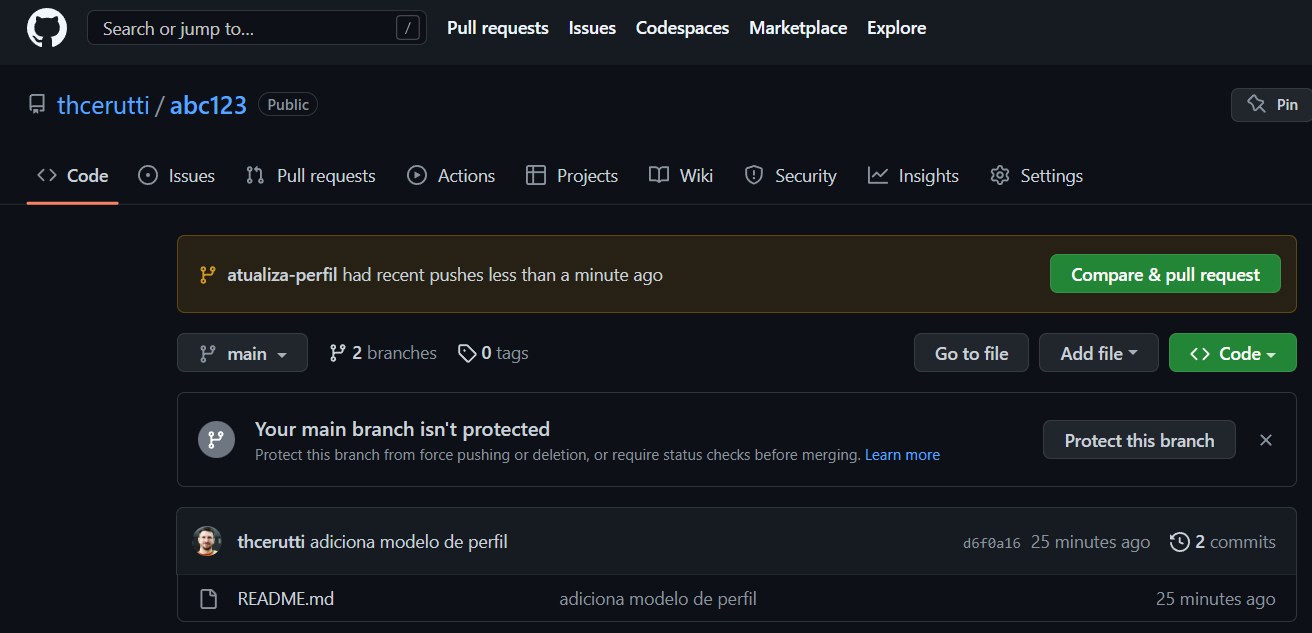 Search or jump to... / Pull requests Issues Codespaces Marketplace Explore
thcerutti / abc123 Public Pin
Code Issues Pull requests Actions Projects Wiki Security Insights Settings
atualiza-perfil had recent pushes less than a minute ago Compare & pull request
main 2 branches 0 tags Go to file Add file <> Code
Your main branch isn't protected
Protect this branch from force pushing or deletion, or require status checks before merging. Learn more Protect this branch
thcerutti adiciona modelo de perfil d6f0a16 25 minutes ago 2 commits
README.md adiciona modelo de perfil 25 minutes ago